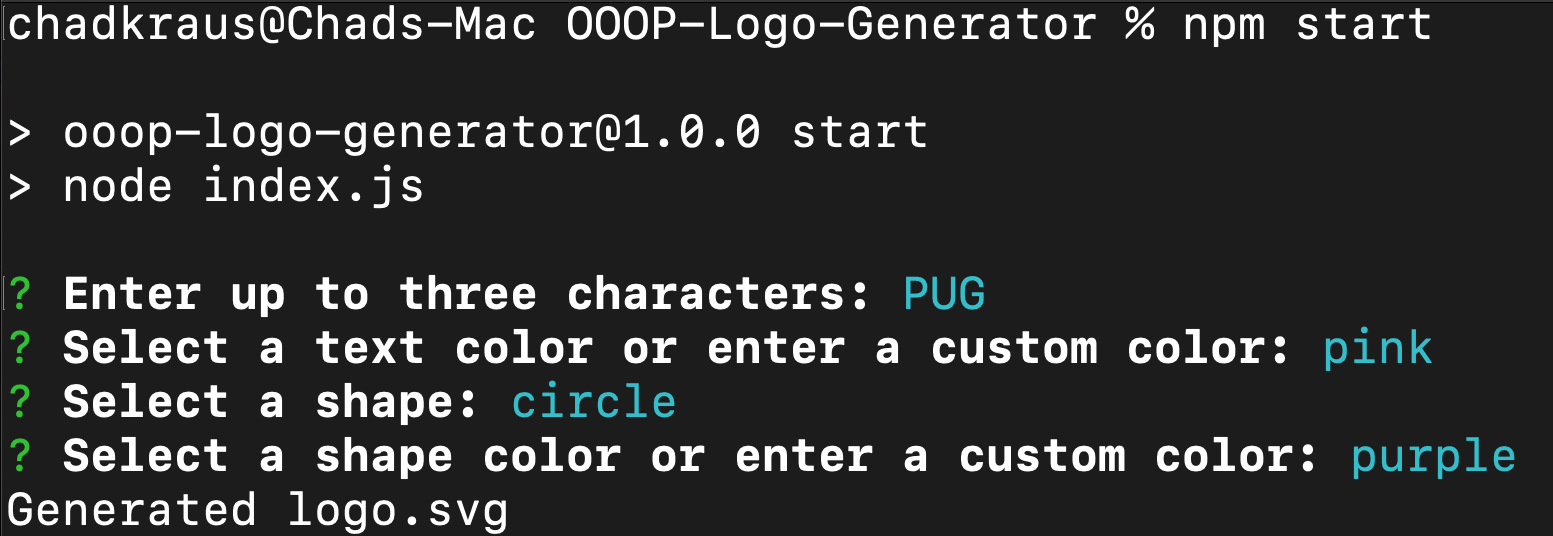 chadkraus@Chads-Mac OOOP-Logo-Generator % npm start
> ooop-logo-generator@1.0.0 start
> node index.js
? Enter up to three characters: PUG
? Select a text color or enter a custom color: pink
? Select a shape: circle
? Select a shape color or enter a custom color: purple
Generated logo.svg